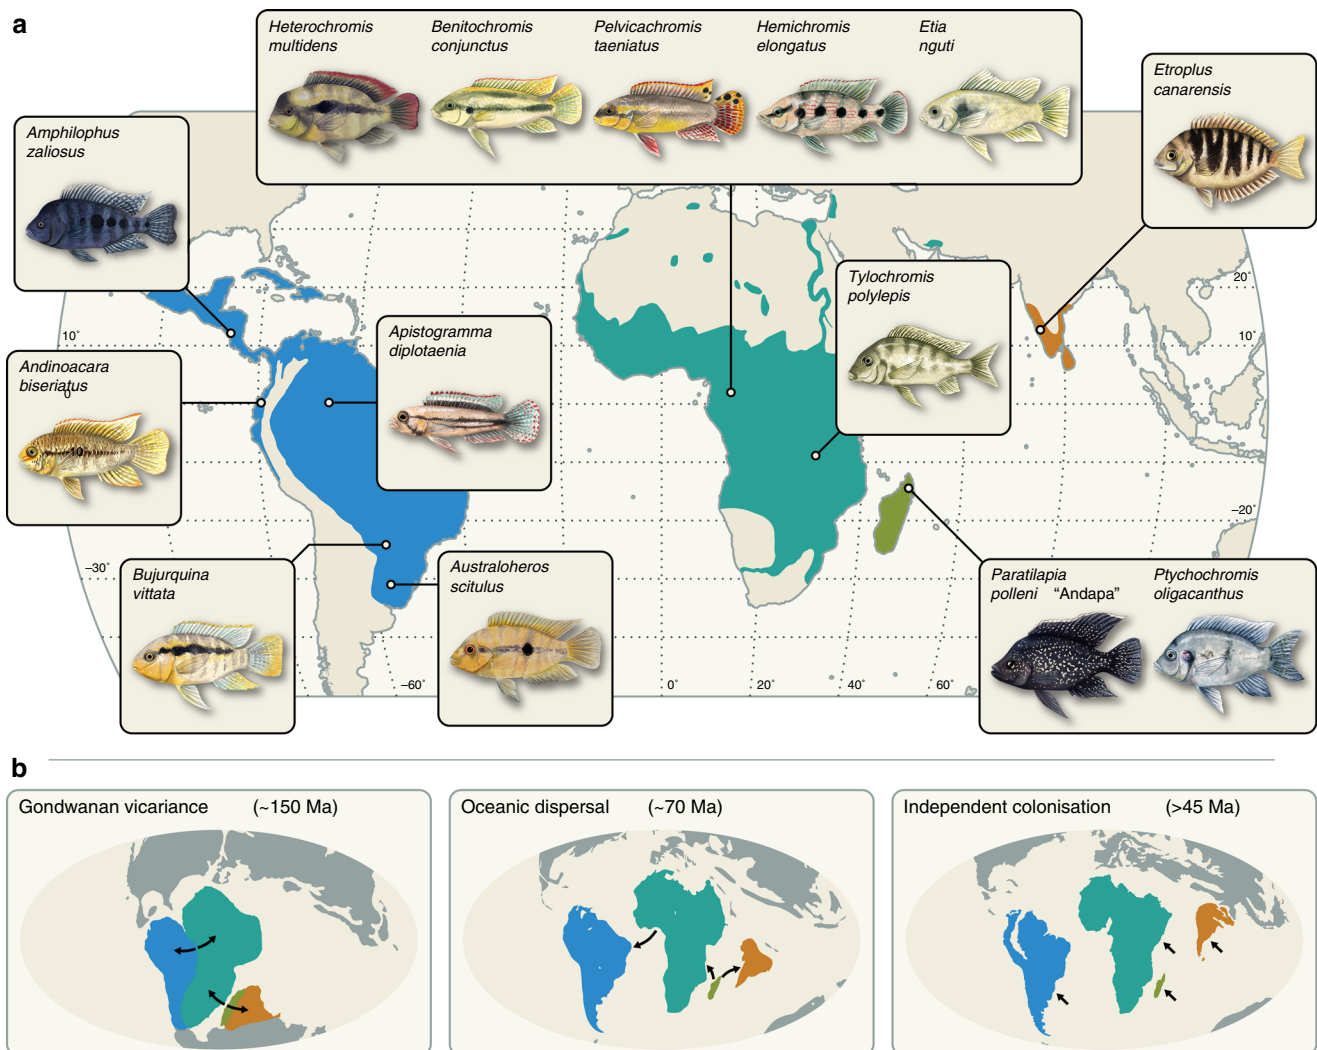 a
Heterochromis
multidens
Benitochromis
conjunctus
Pelvicachromis
taeniatus
Hemichromis
elongatus
Etia
nguti
Etroplus
canarensis
Amphilophus
zaliosus
Tylochromis
polylepis
20°
10°
10°
Apistogramma
diplotaenia
Andinoacara
biseriatus
0°
–10°
–20°
–30°
Bujurquina
vittata
Australoheros
scitulus
Paratilapia
polleni “Andapa”
Ptychochromis
oligacanthus
–60°
0°
20°
40°
60°
b
Gondwanan vicariance (~150 Ma)
Oceanic dispersal (~70 Ma)
Independent colonisation (>45 Ma)